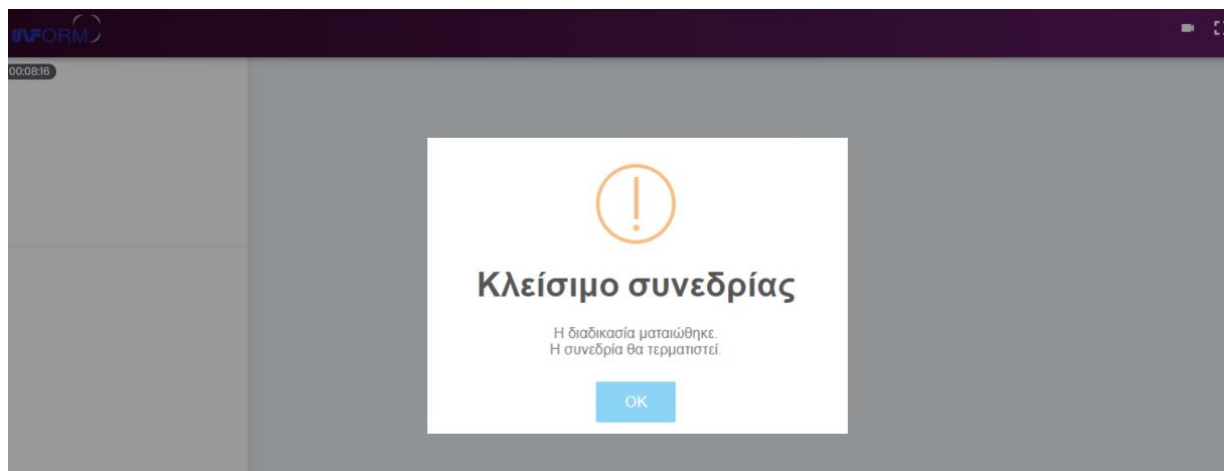 INFORM
00:08:16
Κλείσιμο συνεδρίας
Η διαδικασία ματαιώθηκε.
Η συνεδρία θα τερματιστεί.
OK